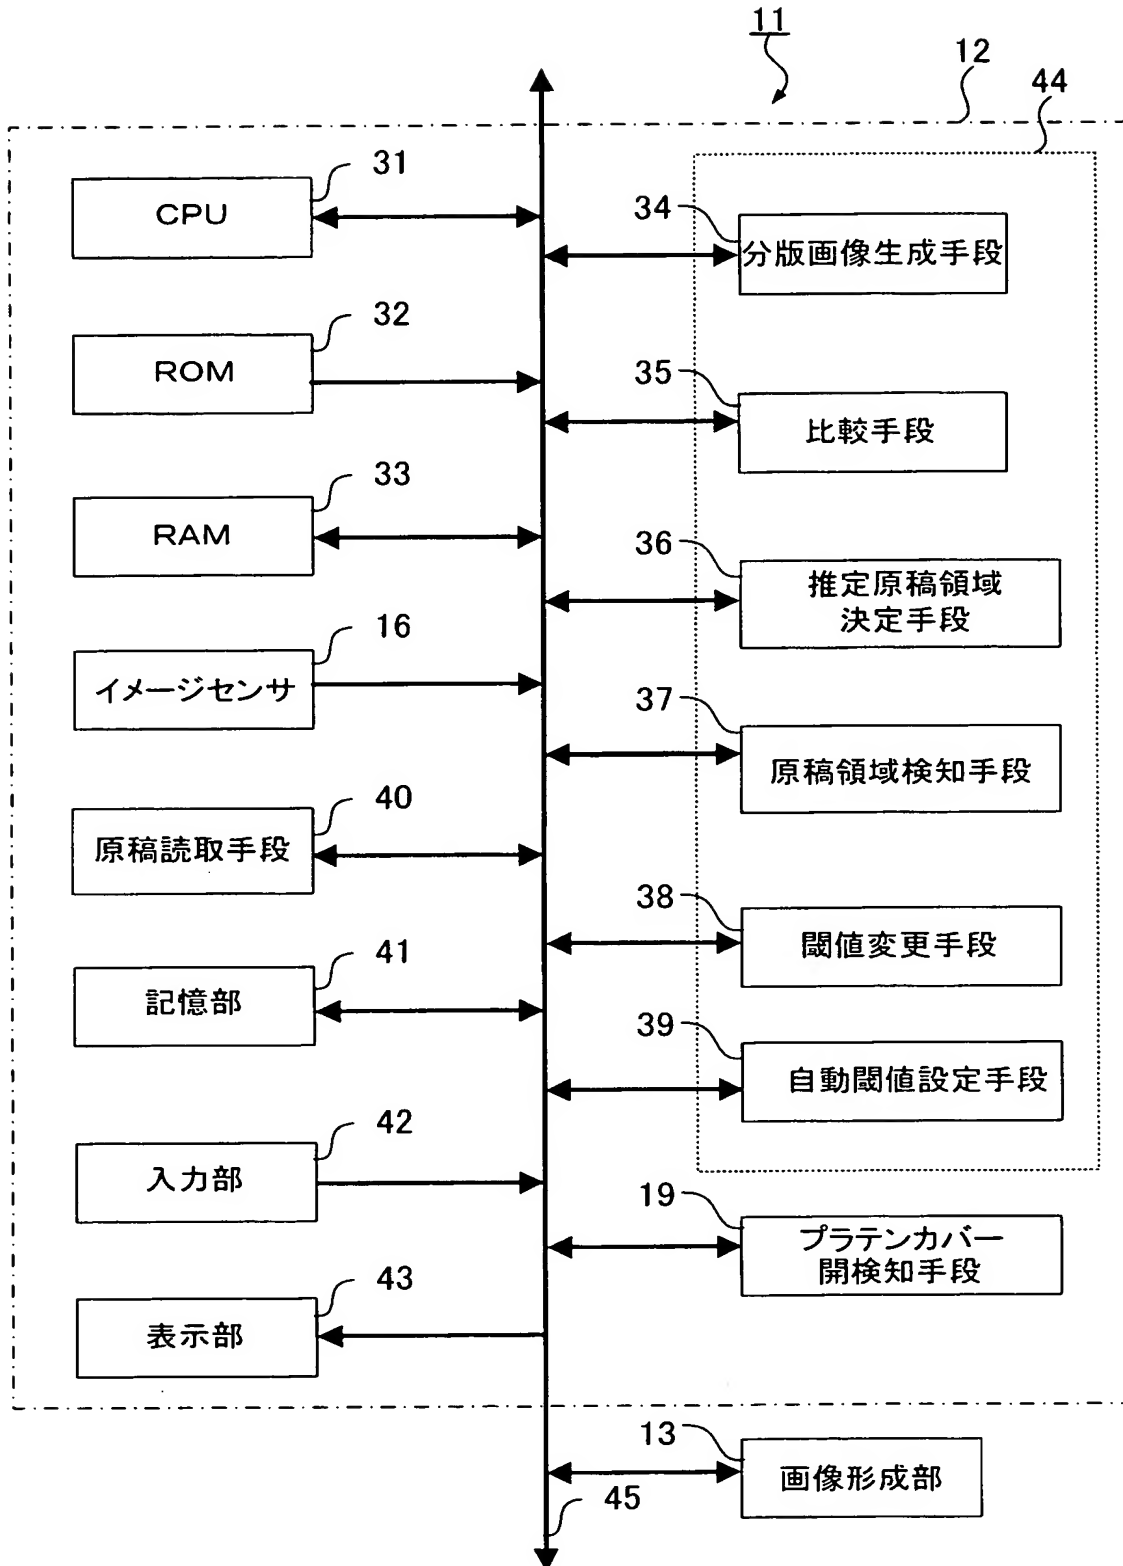 11
12
44
31
CPU
34
分版画像生成手段
32
ROM
35
比較手段
33
RAM
36
推定原稿領域
決定手段
16
イメージセンサ
37
原稿領域検知手段
40
原稿読取手段
38
閾値変更手段
41
記憶部
39
自動閾値設定手段
42
入力部
19
プラテンカバー
開検知手段
43
表示部
13
画像形成部
45